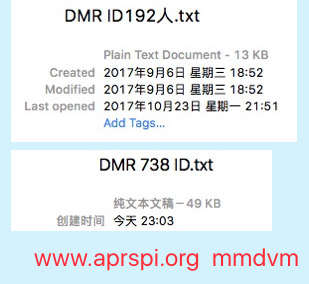 DMR ID192人.txt
Plain Text Document - 13 KB
Created 2017年9月6日 星期三 18:52
Modified 2017年9月6日 星期三 18:52
Last opened 2017年10月23日 星期一 21:51
Add Tags...
DMR 738 ID.txt
纯文本文稿 — 49 KB
创建时间 今天 23:03
www.aprspi.org mmdvm